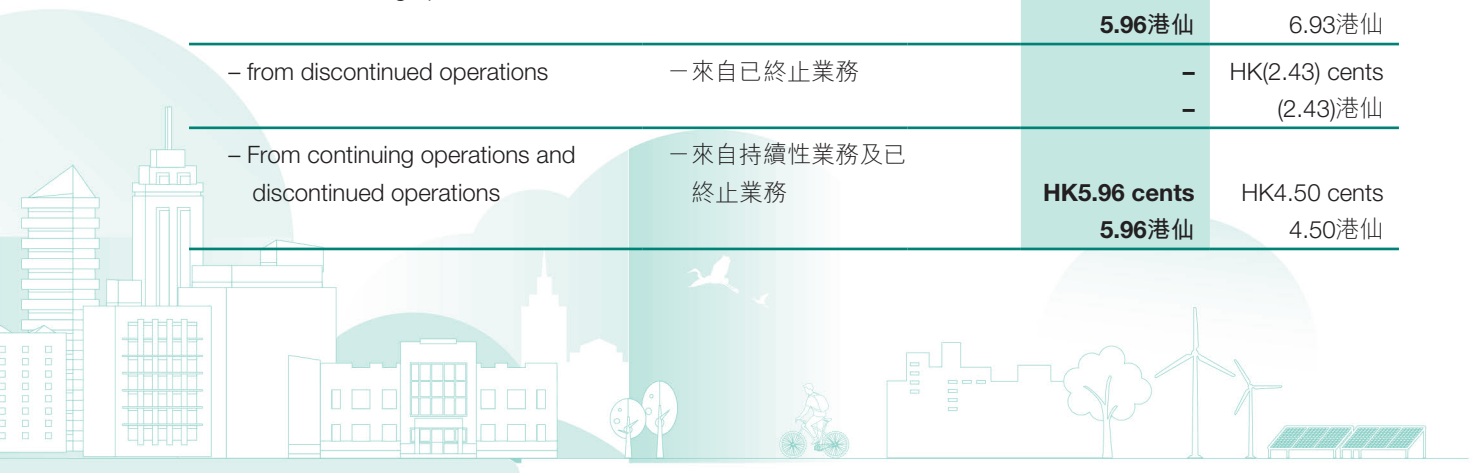 5.96港仙 6.93港仙
– from discontinued operations －來自已終止業務 – HK(2.43) cents
– (2.43)港仙
– From continuing operations and －來自持續性業務及已
discontinued operations 終止業務 HK5.96 cents HK4.50 cents
5.96港仙 4.50港仙